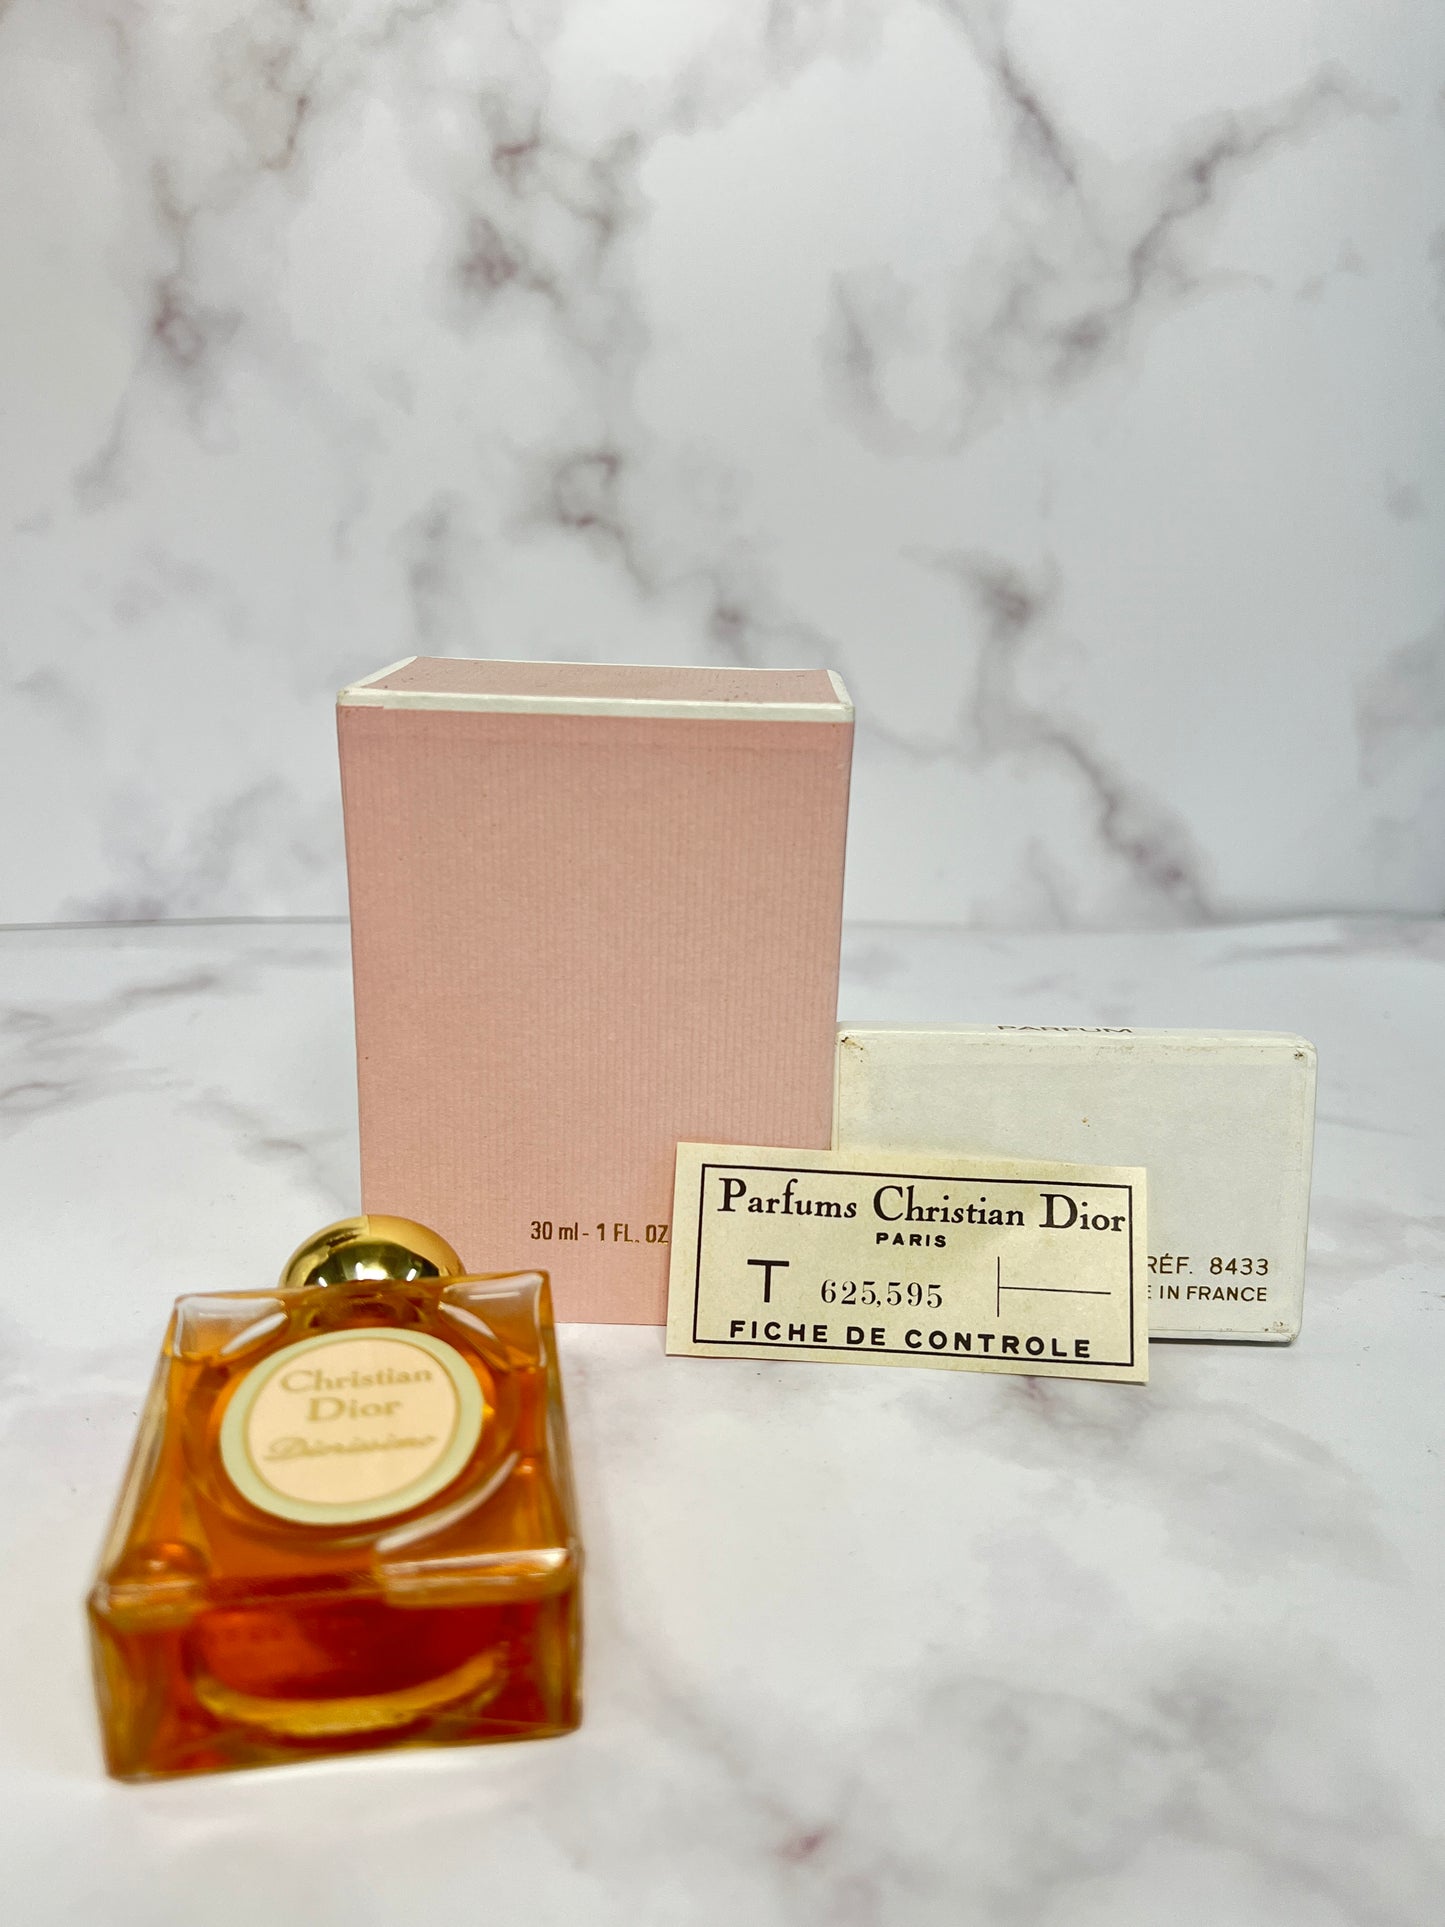 PARFUM
30 ml - 1 FL. OZ
Parfums Christian Dior
PARIS
T 625,595
FICHE DE CONTROLE
RÉF. 8433
E IN FRANCE
Christian
Dior
Diorissimo